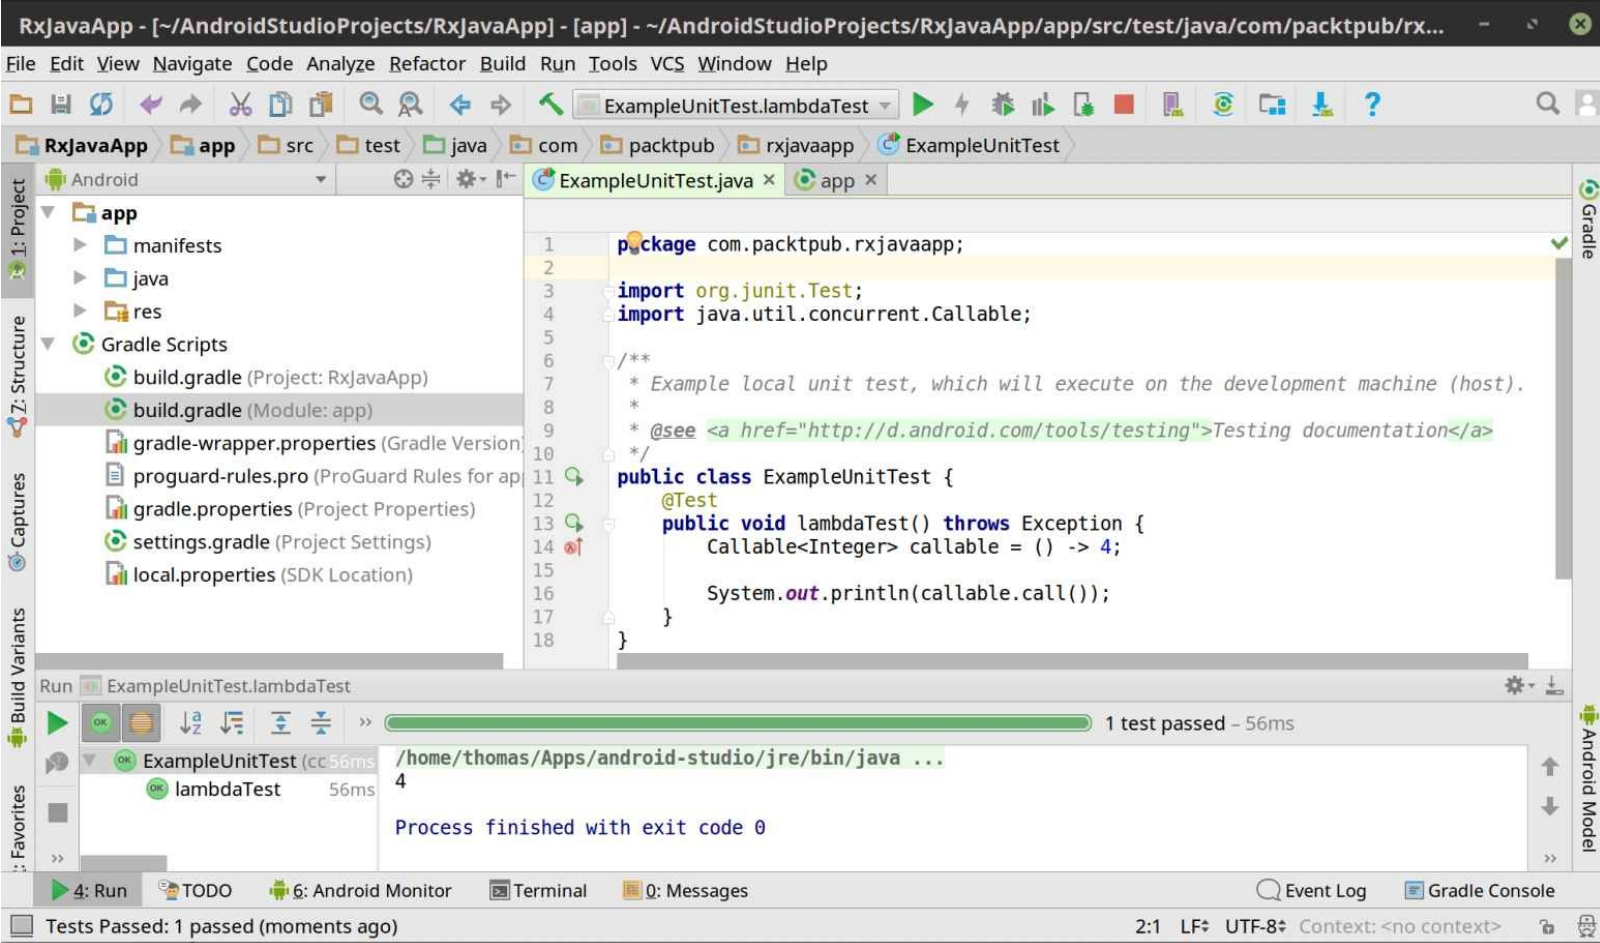 RxJavaApp - [~/AndroidStudioProjects/RxJavaApp] - [app] - ~/AndroidStudioProjects/RxJavaApp/app/src/test/java/com/packtpub/rx...
File Edit View Navigate Code Analyze Refactor Build Run Tools VCS Window Help
ExampleUnitTest.lambdaTest
RxJavaApp app src test java com packtpub rxjavaapp ExampleUnitTest
1: Project
Z: Structure
Captures
Build Variants
Favorites
Android
app
manifests
java
res
Gradle Scripts
build.gradle (Project: RxJavaApp)
build.gradle (Module: app)
gradle-wrapper.properties (Gradle Version)
proguard-rules.pro (ProGuard Rules for ap
gradle.properties (Project Properties)
settings.gradle (Project Settings)
local.properties (SDK Location)
ExampleUnitTest.java × app ×
1 package com.packtpub.rxjavaapp;
2
3 import org.junit.Test;
4 import java.util.concurrent.Callable;
5
6 /**
7 * Example local unit test, which will execute on the development machine (host).
8 *
9 * @see <a href="http://d.android.com/tools/testing">Testing documentation</a>
10 */
11 public class ExampleUnitTest {
12 @Test
13 public void lambdaTest() throws Exception {
14 Callable<Integer> callable = () -> 4;
15
16 System.out.println(callable.call());
17 }
18 }
Gradle
Android Model
Run ExampleUnitTest.lambdaTest
1 test passed – 56ms
ExampleUnitTest (cc 56ms
lambdaTest 56ms
/home/thomas/Apps/android-studio/jre/bin/java ...
4
Process finished with exit code 0
4: Run TODO 6: Android Monitor Terminal 0: Messages Event Log Gradle Console
Tests Passed: 1 passed (moments ago) 2:1 LF UTF-8 Context: <no context>